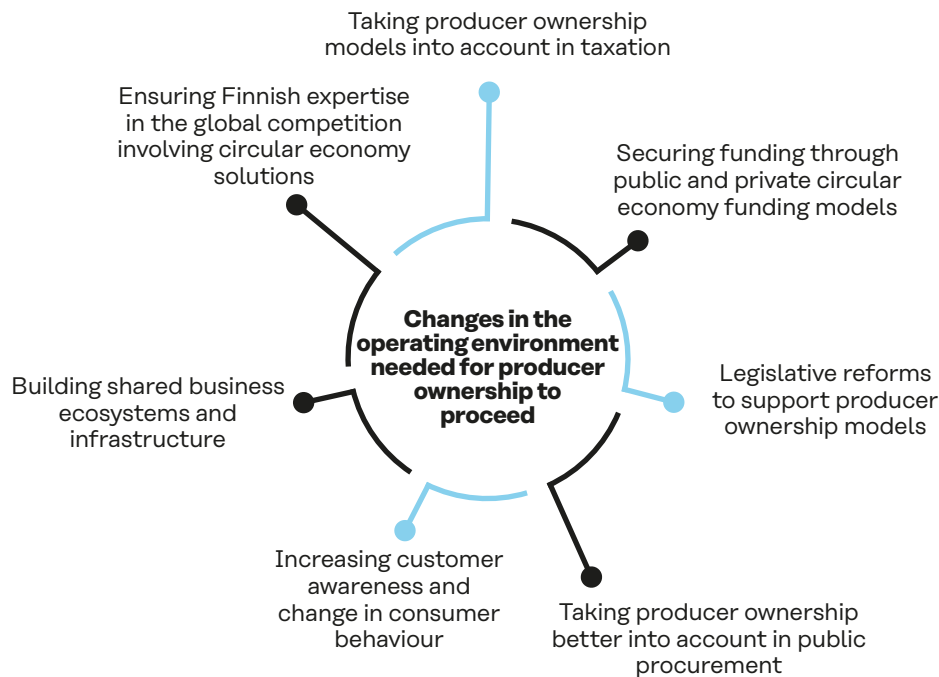 Taking producer ownership
models into account in taxation
Ensuring Finnish expertise
in the global competition
involving circular economy
solutions
Securing funding through
public and private circular
economy funding models
Changes in the
operating environment
needed for producer
ownership to
proceed
Legislative reforms
to support producer
ownership models
Building shared business
ecosystems and
infrastructure
Increasing customer
awareness and
change in consumer
behaviour
Taking producer ownership
better into account in public
procurement